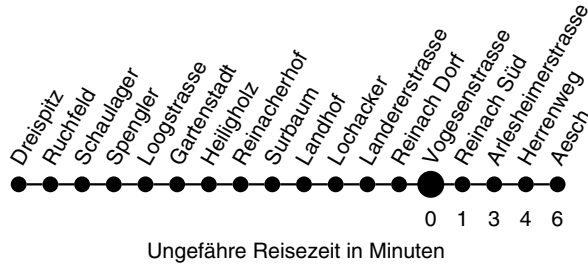 Dreispitz
Ruchfeld
Schaulager
Spengler
Loogstrasse
Gartenstadt
Heiligholz
Reinacherhof
Surbaum
Landhof
Lochacker
Landererstrasse
Reinach Dorf
Vogesenstrasse
Reinach Süd
Arlesheimerstrasse
Herrenweg
Aesch
0 1 3 4 6
Ungefähre Reisezeit in Minuten